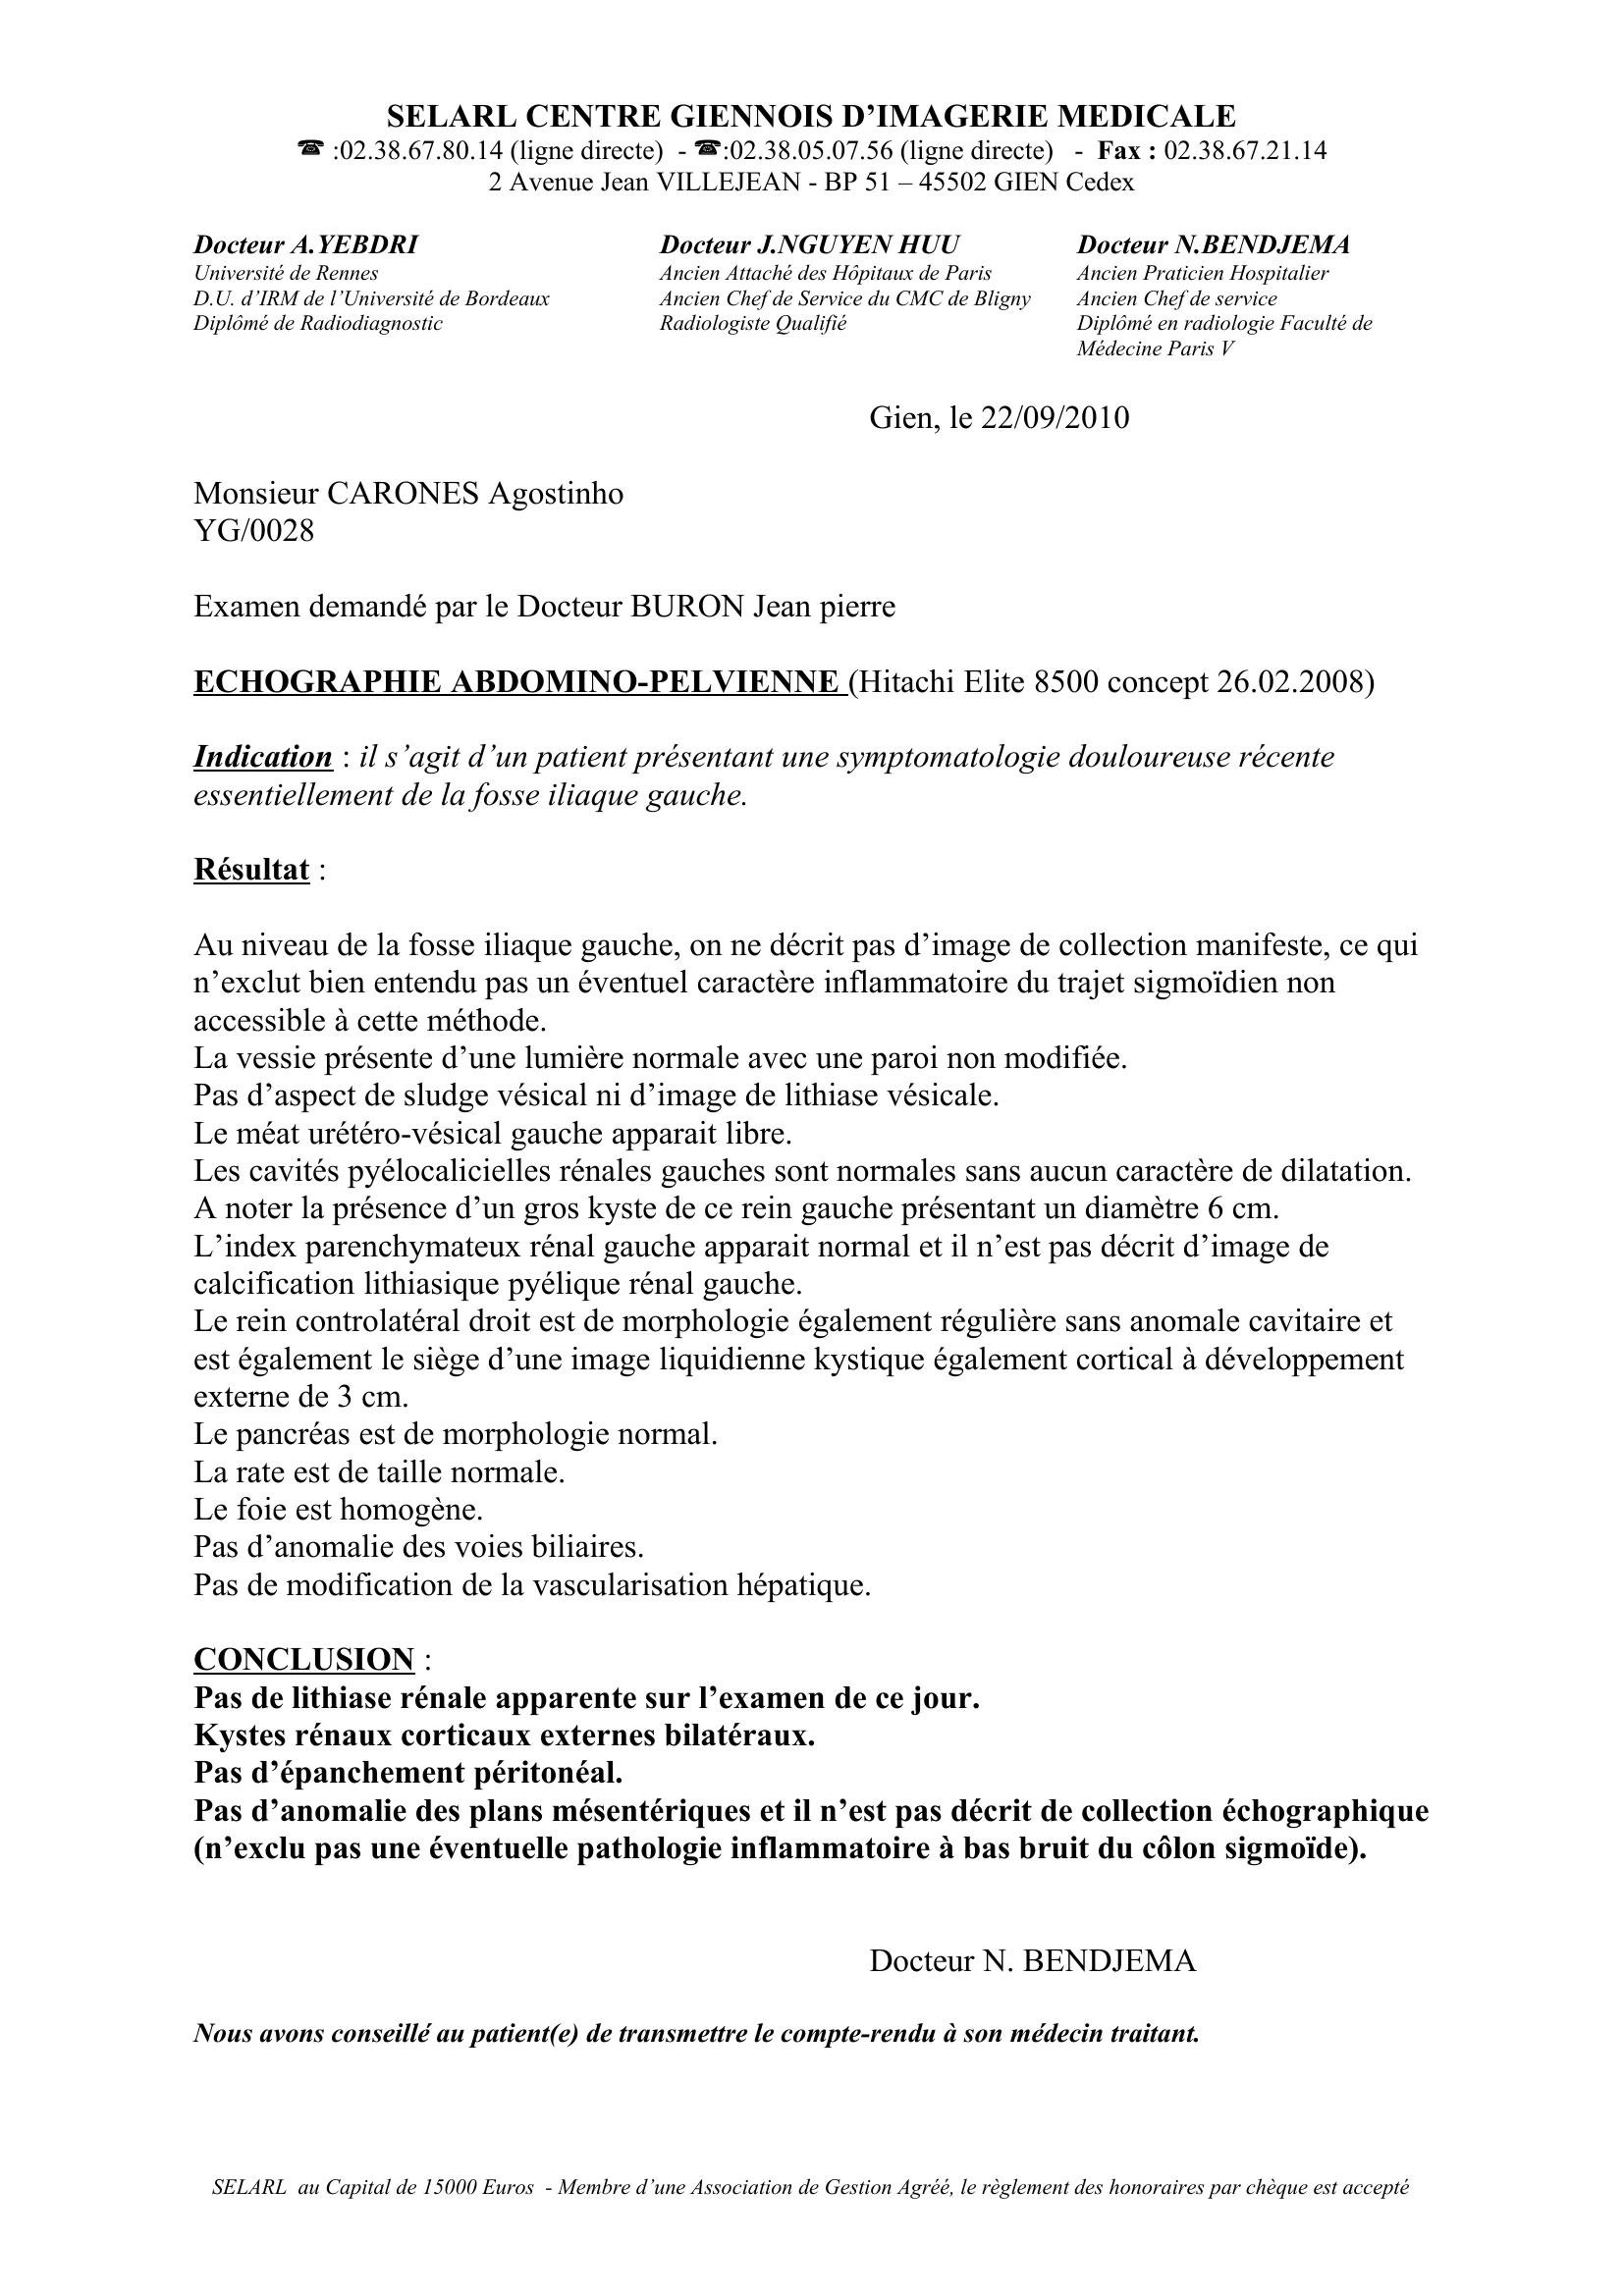 SELARL CENTRE GIENNOIS D’IMAGERIE MEDICALE
☎ :02.38.67.80.14 (ligne directe) - ☎:02.38.05.07.56 (ligne directe) - Fax : 02.38.67.21.14
2 Avenue Jean VILLEJEAN - BP 51 – 45502 GIEN Cedex
Docteur A.YEBDRI
Université de Rennes
D.U. d’IRM de l’Université de Bordeaux
Diplômé de Radiodiagnostic
Docteur J.NGUYEN HUU
Ancien Attaché des Hôpitaux de Paris
Ancien Chef de Service du CMC de Bligny
Radiologiste Qualifié
Docteur N.BENDJEMA
Ancien Praticien Hospitalier
Ancien Chef de service
Diplômé en radiologie Faculté de
Médecine Paris V
Gien, le 22/09/2010
Monsieur CARONES Agostinho
YG/0028
Examen demandé par le Docteur BURON Jean pierre
ECHOGRAPHIE ABDOMINO-PELVIENNE (Hitachi Elite 8500 concept 26.02.2008)
Indication : il s’agit d’un patient présentant une symptomatologie douloureuse récente
essentiellement de la fosse iliaque gauche.
Résultat :
Au niveau de la fosse iliaque gauche, on ne décrit pas d’image de collection manifeste, ce qui
n’exclut bien entendu pas un éventuel caractère inflammatoire du trajet sigmoïdien non
accessible à cette méthode.
La vessie présente d’une lumière normale avec une paroi non modifiée.
Pas d’aspect de sludge vésical ni d’image de lithiase vésicale.
Le méat urétéro-vésical gauche apparait libre.
Les cavités pyélocalicielles rénales gauches sont normales sans aucun caractère de dilatation.
A noter la présence d’un gros kyste de ce rein gauche présentant un diamètre 6 cm.
L’index parenchymateux rénal gauche apparait normal et il n’est pas décrit d’image de
calcification lithiasique pyélique rénal gauche.
Le rein controlatéral droit est de morphologie également régulière sans anomale cavitaire et
est également le siège d’une image liquidienne kystique également cortical à développement
externe de 3 cm.
Le pancréas est de morphologie normal.
La rate est de taille normale.
Le foie est homogène.
Pas d’anomalie des voies biliaires.
Pas de modification de la vascularisation hépatique.
CONCLUSION :
Pas de lithiase rénale apparente sur l’examen de ce jour.
Kystes rénaux corticaux externes bilatéraux.
Pas d’épanchement péritonéal.
Pas d’anomalie des plans mésentériques et il n’est pas décrit de collection échographique
(n’exclu pas une éventuelle pathologie inflammatoire à bas bruit du côlon sigmoïde).
Docteur N. BENDJEMA
Nous avons conseillé au patient(e) de transmettre le compte-rendu à son médecin traitant.
SELARL au Capital de 15000 Euros - Membre d’une Association de Gestion Agréé, le règlement des honoraires par chèque est accepté